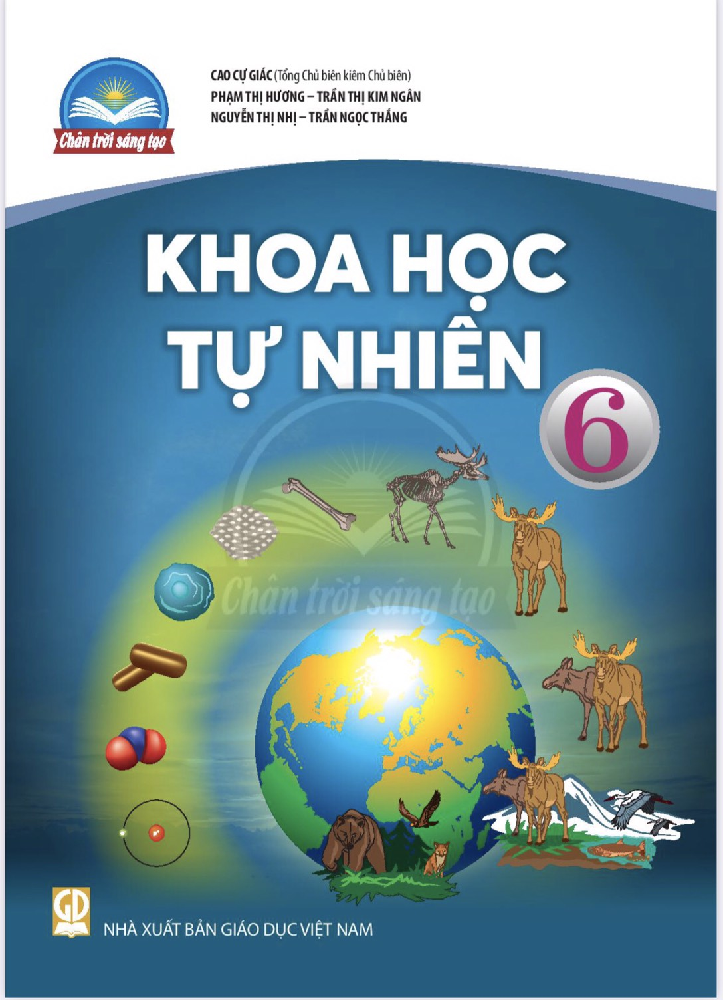 CAO CỰ GIÁC (Tổng Chủ biên kiêm Chủ biên)
PHẠM THỊ HƯƠNG – TRẦN THỊ KIM NGÂN
NGUYỄN THỊ NHỊ – TRẦN NGỌC THẮNG
Chân trời sáng tạo
KHOA HỌC
TỰ NHIÊN
6
Chân trời sáng tạo
GD
NHÀ XUẤT BẢN GIÁO DỤC VIỆT NAM